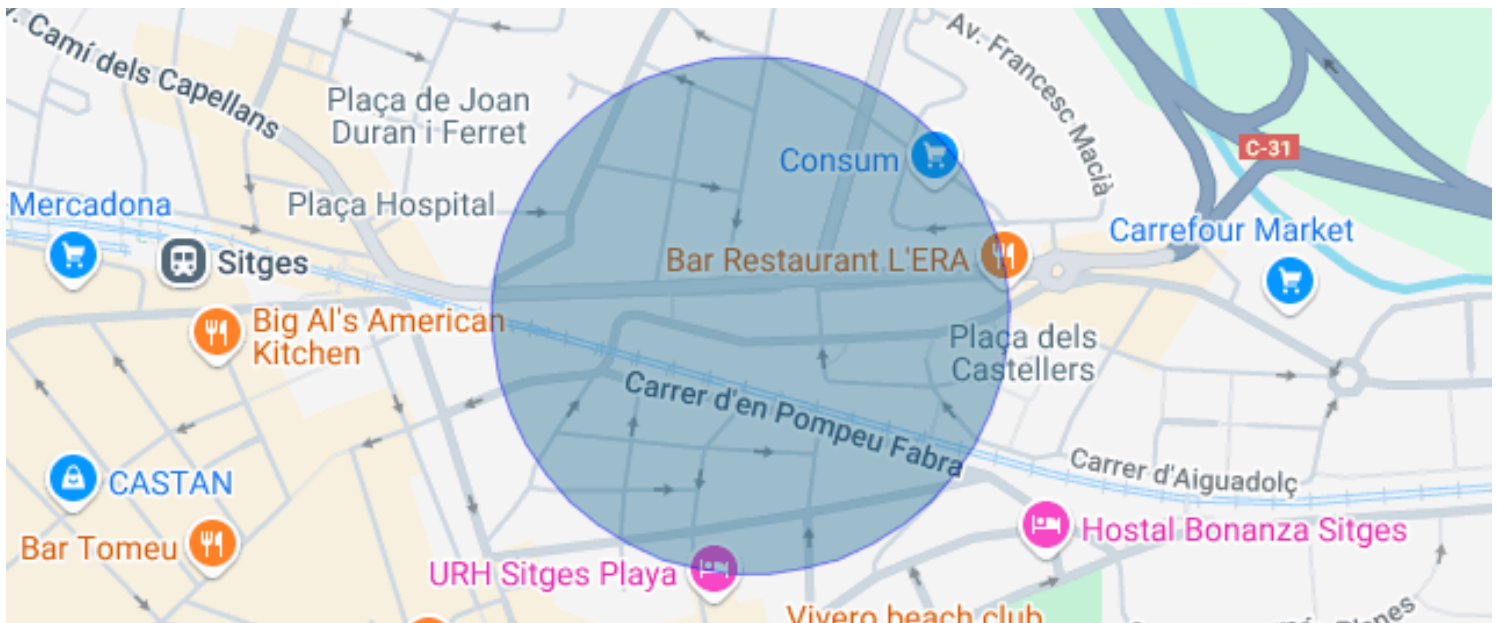 Camí dels Capellans
Av. Francesc Macià
Plaça de Joan
Duran i Ferret
C-31
Consum
Mercadona
Plaça Hospital
Carrefour Market
Sitges
Bar Restaurant L'ERA
Big Al's American
Kitchen
Plaça dels
Castellers
Carrer d'en Pompeu Fabra
Carrer d'Aiguadolç
CASTAN
Bar Tomeu
Hostal Bonanza Sitges
URH Sitges Playa
Vivero beach club